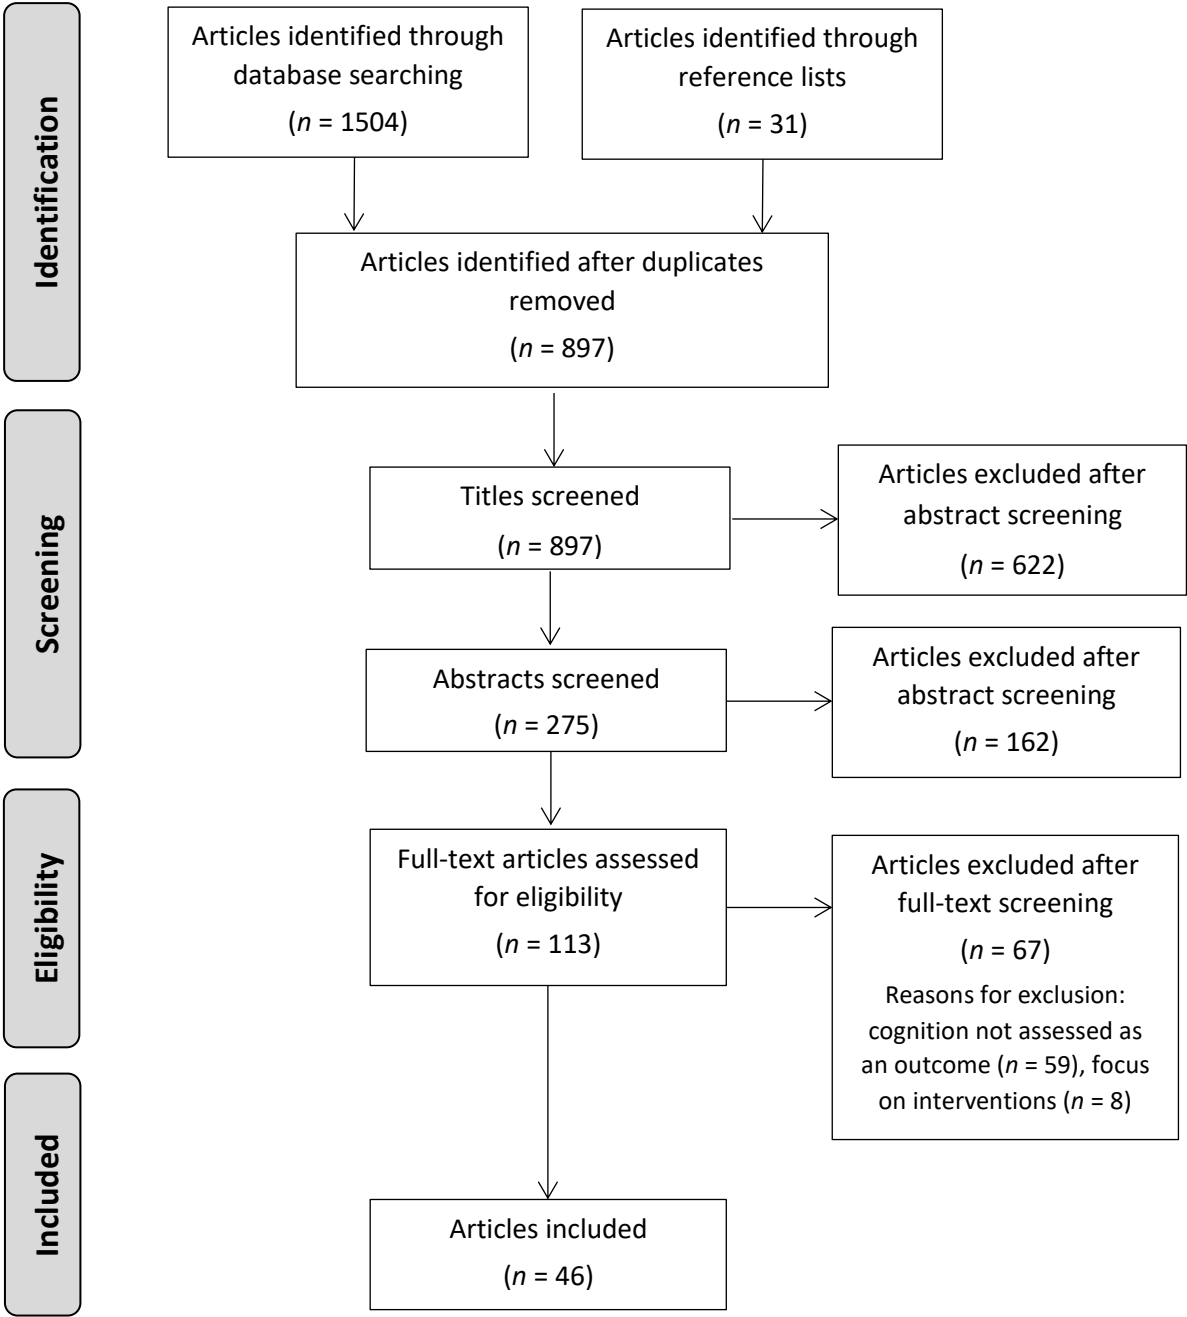 Identification
Articles identified through
database searching
(n = 1504)
Articles identified through
reference lists
(n = 31)
Articles identified after duplicates
removed
(n = 897)
Screening
Titles screened
(n = 897)
Articles excluded after
abstract screening
(n = 622)
Abstracts screened
(n = 275)
Articles excluded after
abstract screening
(n = 162)
Eligibility
Full-text articles assessed
for eligibility
(n = 113)
Articles excluded after
full-text screening
(n = 67)
Reasons for exclusion:
cognition not assessed as
an outcome (n = 59), focus
on interventions (n = 8)
Included
Articles included
(n = 46)